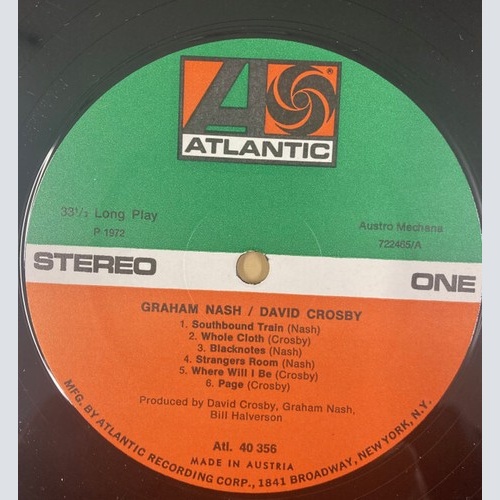 ATLANTIC
33⅓ Long Play
P 1972
Austro Mechana
722465/A
STEREO
ONE
GRAHAM NASH / DAVID CROSBY
1. Southbound Train (Nash)
2. Whole Cloth (Crosby)
3. Blacknotes (Nash)
4. Strangers Room (Nash)
5. Where Will I Be (Crosby)
6. Page (Crosby)
Produced by David Crosby, Graham Nash,
Bill Halverson
Atl. 40 356
MADE IN AUSTRIA
MFG. BY ATLANTIC RECORDING CORP., 1841 BROADWAY, NEW YORK, N.Y.